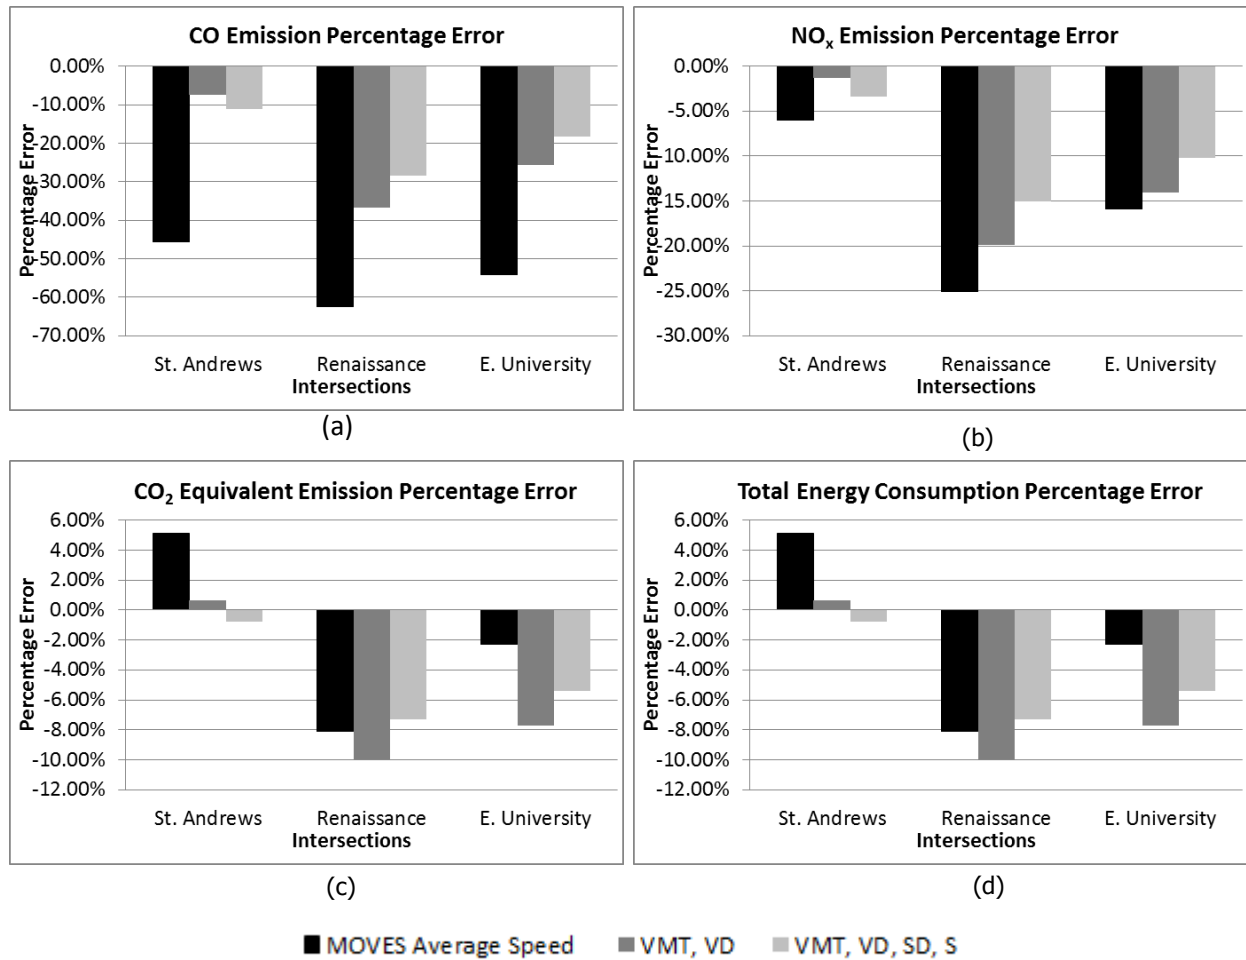 CO Emission Percentage Error
0.00%
-10.00%
-20.00%
-30.00%
-40.00%
-50.00%
-60.00%
-70.00%
Percentage Error
St. Andrews Renaissance E. University
Intersections
(a)
NOx Emission Percentage Error
0.00%
-5.00%
-10.00%
-15.00%
-20.00%
-25.00%
-30.00%
Percentage Error
St. Andrews Renaissance E. University
Intersections
(b)
CO2 Equivalent Emission Percentage Error
6.00%
4.00%
2.00%
0.00%
-2.00%
-4.00%
-6.00%
-8.00%
-10.00%
-12.00%
Percentage Error
St. Andrews Renaissance E. University
Intersections
(c)
Total Energy Consumption Percentage Error
6.00%
4.00%
2.00%
0.00%
-2.00%
-4.00%
-6.00%
-8.00%
-10.00%
-12.00%
Percentage Error
St. Andrews Renaissance E. University
Intersections
(d)
MOVES Average Speed VMT, VD VMT, VD, SD, S